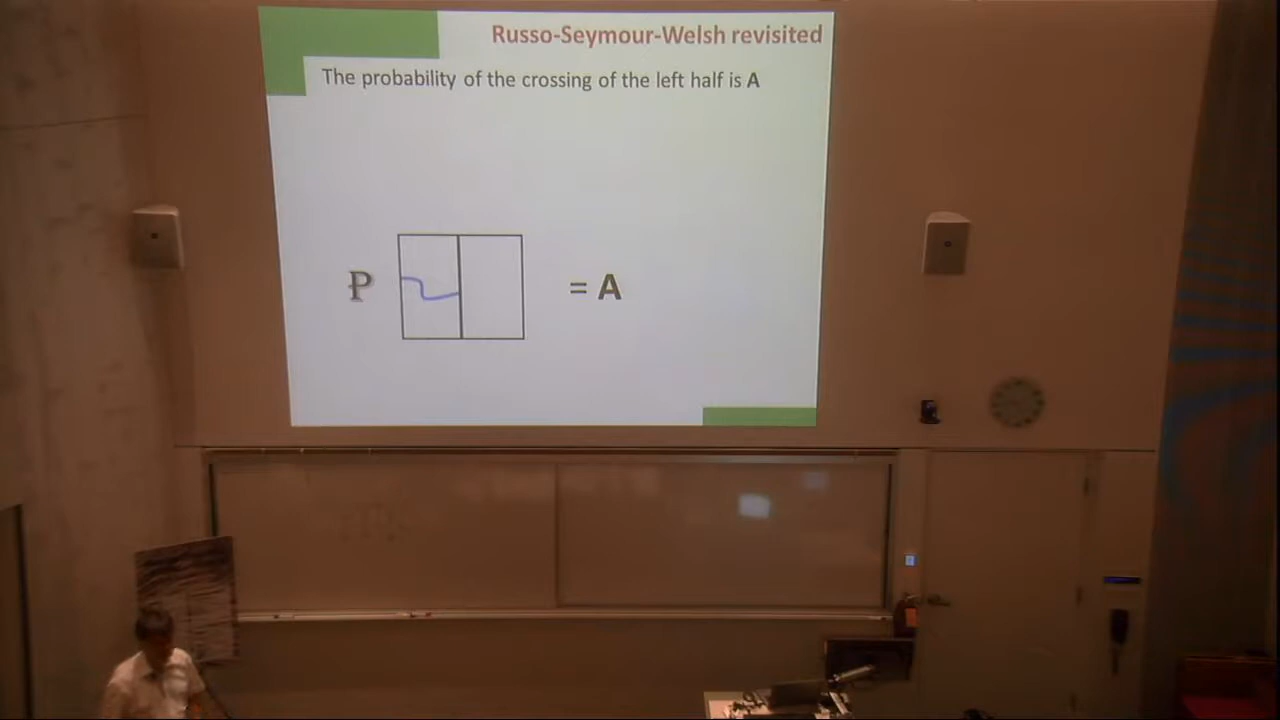 Russo-Seymour-Welsh revisited
The probability of the crossing of the left half is A
ℙ = A